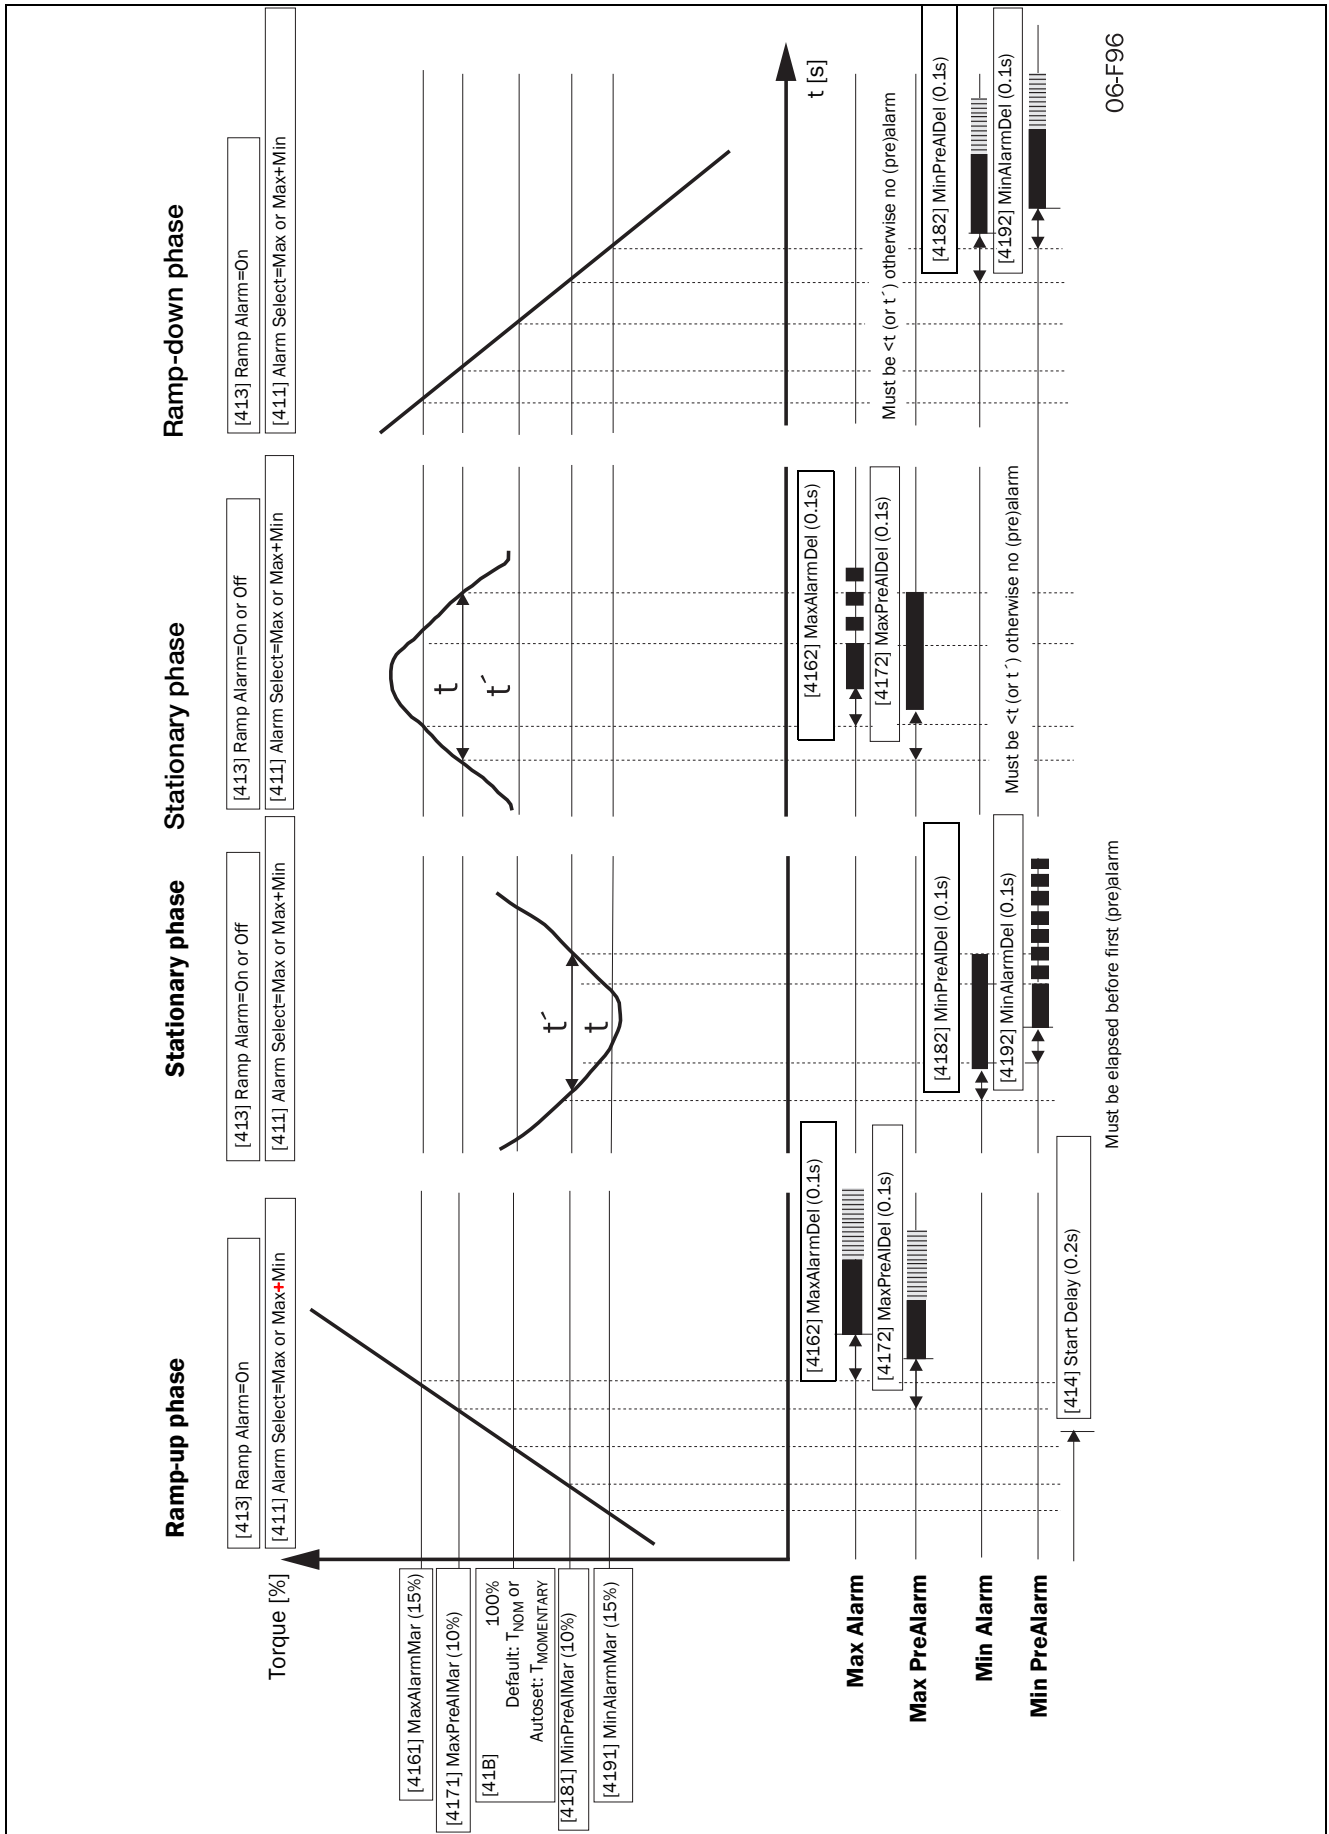 Ramp-up phase
Stationary phase
Stationary phase
Ramp-down phase
[413] Ramp Alarm=On
[411] Alarm Select=Max or Max+Min
[413] Ramp Alarm=On or Off
[411] Alarm Select=Max or Max+Min
[413] Ramp Alarm=On or Off
[411] Alarm Select=Max or Max+Min
[413] Ramp Alarm=On
[411] Alarm Select=Max or Max+Min
Torque [%]
[4161] MaxAlarmMar (15%)
[4171] MaxPreAlMar (10%)
[41B] 100%
Default: TNOM or
Autoset: TMOMENTARY
[4181] MinPreAlMar (10%)
[4191] MinAlarmMar (15%)
t´
t
t
t´
t [s]
Max Alarm
Max PreAlarm
Min Alarm
Min PreAlarm
[4162] MaxAlarmDel (0.1s)
[4172] MaxPreAlDel (0.1s)
[414] Start Delay (0.2s)
[4182] MinPreAlDel (0.1s)
[4192] MinAlarmDel (0.1s)
Must be elapsed before first (pre)alarm
[4162] MaxAlarmDel (0.1s)
[4172] MaxPreAlDel (0.1s)
Must be <t (or t´) otherwise no (pre)alarm
Must be <t (or t´) otherwise no (pre)alarm
[4182] MinPreAlDel (0.1s)
[4192] MinAlarmDel (0.1s)
06-F96